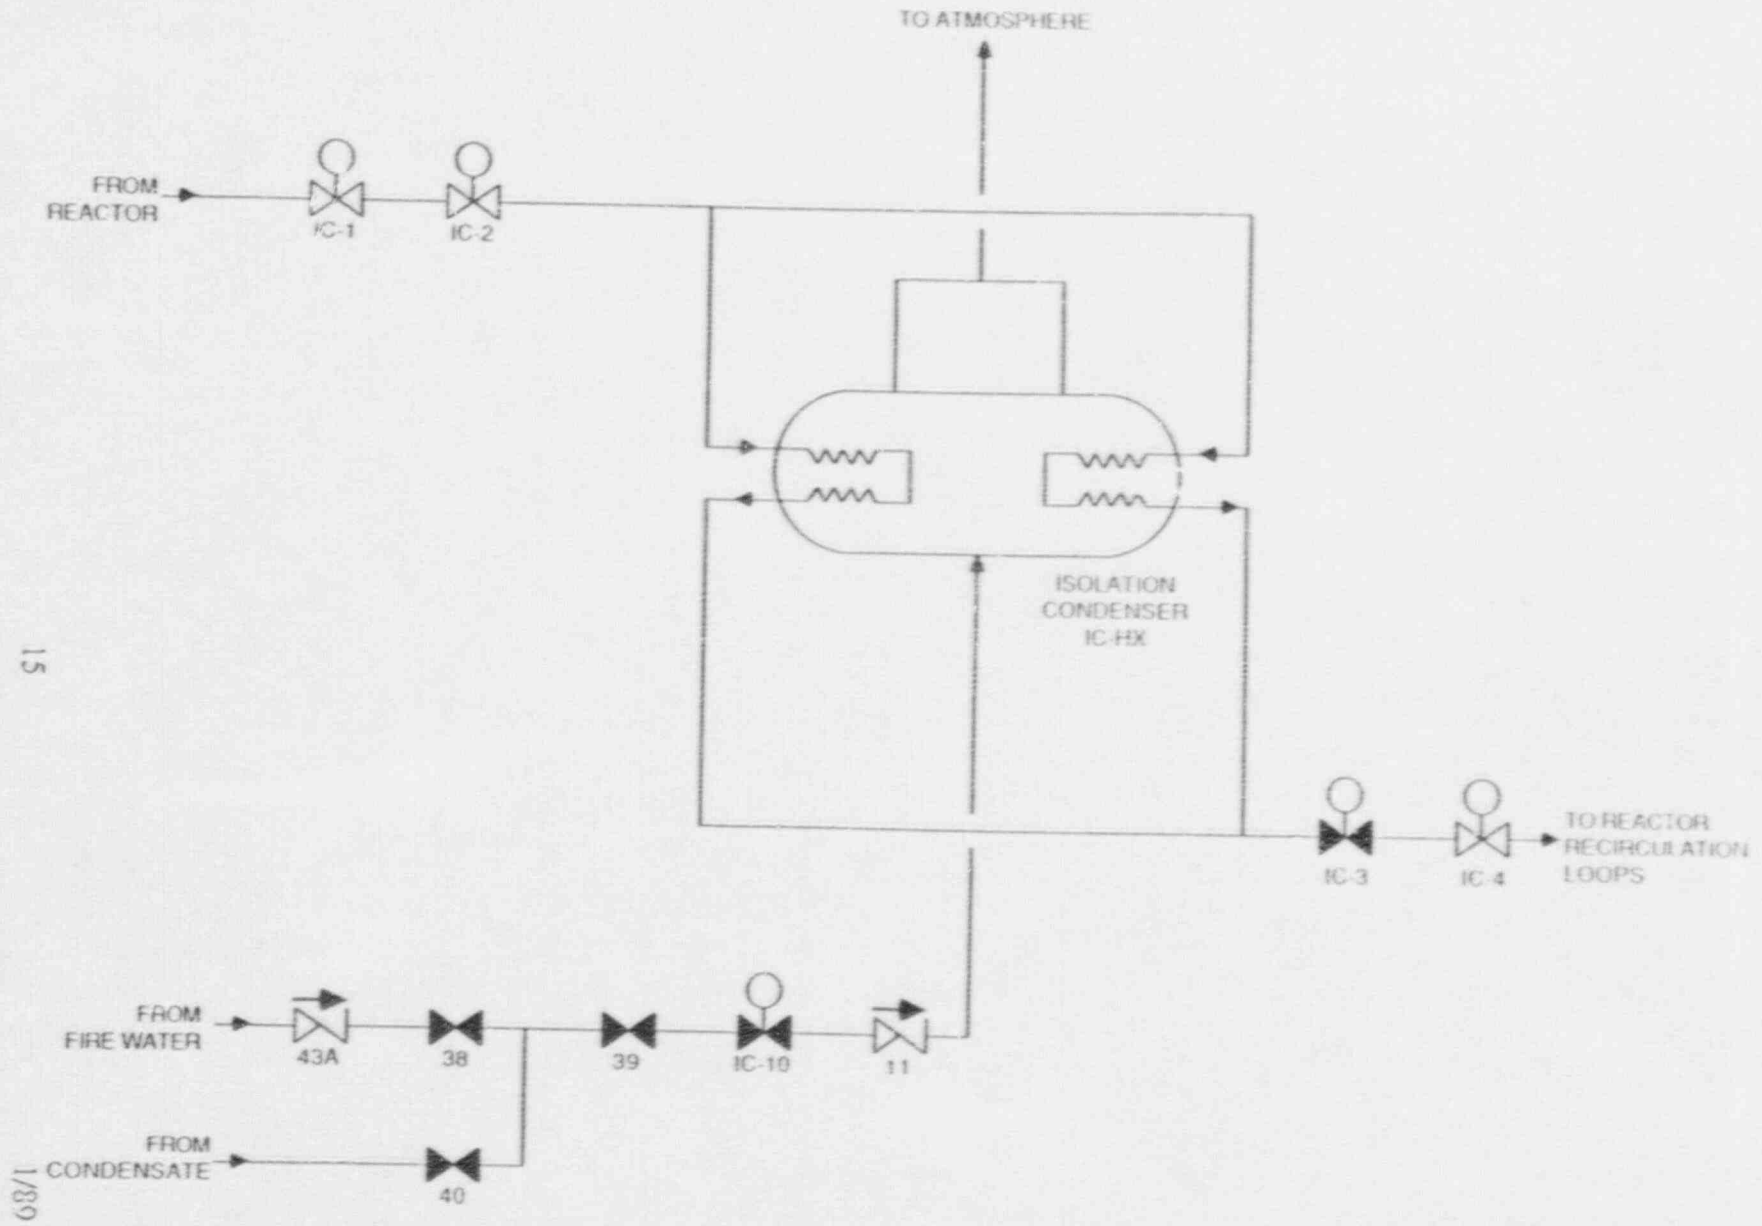 TO ATMOSPHERE
FROM
REACTOR
IC-1
IC-2
ISOLATION
CONDENSER
IC-HX
15
TO REACTOR
RECIRCULATION
LOOPS
IC-3
IC-4
FROM
FIRE WATER
43A
38
39
IC-10
11
FROM
CONDENSATE
40
1/89